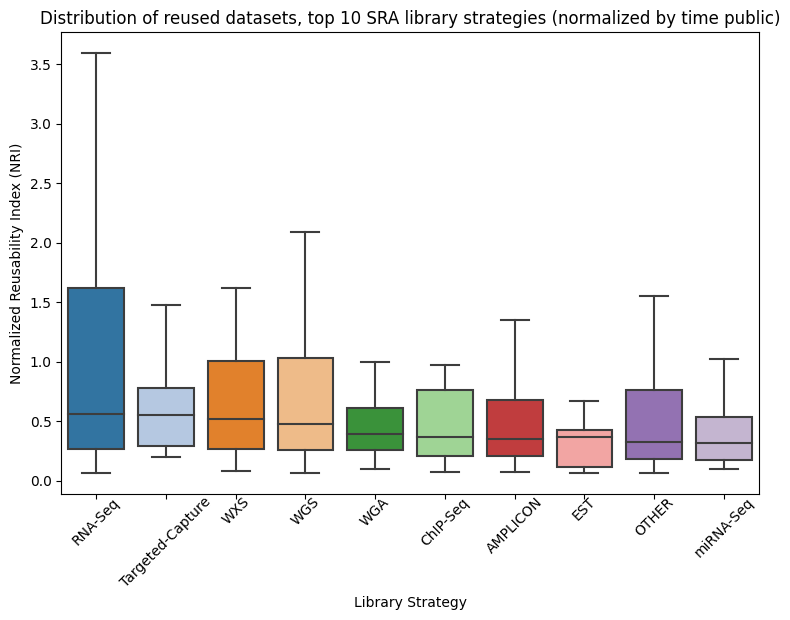 Distribution of reused datasets, top 10 SRA library strategies (normalized by time public)
Normalized Reusability Index (NRI)
3.5
3.0
2.5
2.0
1.5
1.0
0.5
0.0
RNA-Seq
Targeted-Capture
WXS
WGS
WGA
ChIP-Seq
AMPLICON
EST
OTHER
miRNA-Seq
Library Strategy